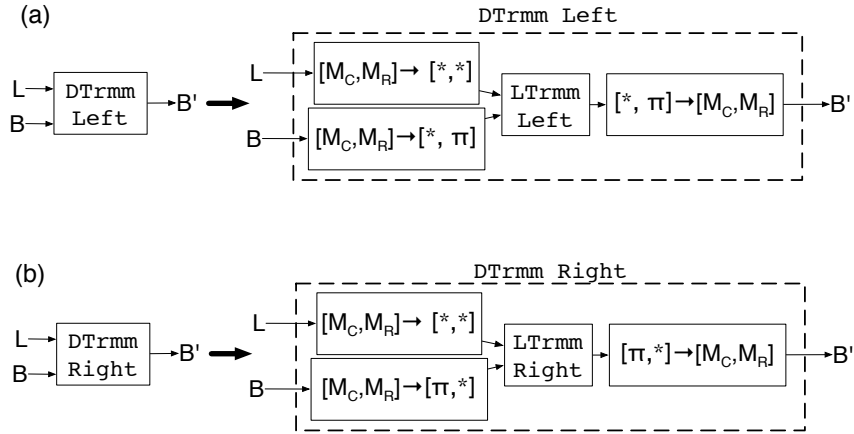 (a)
DTrmm Left
L
B
DTrmm
Left
B'
L
B
[M_C,M_R]→ [*,*]
[M_C,M_R]→[*, π]
LTrmm
Left
[*, π]→[M_C,M_R]
B'
(b)
DTrmm Right
L
B
DTrmm
Right
B'
L
B
[M_C,M_R]→ [*,*]
[M_C,M_R]→[π,*]
LTrmm
Right
[π,*]→[M_C,M_R]
B'